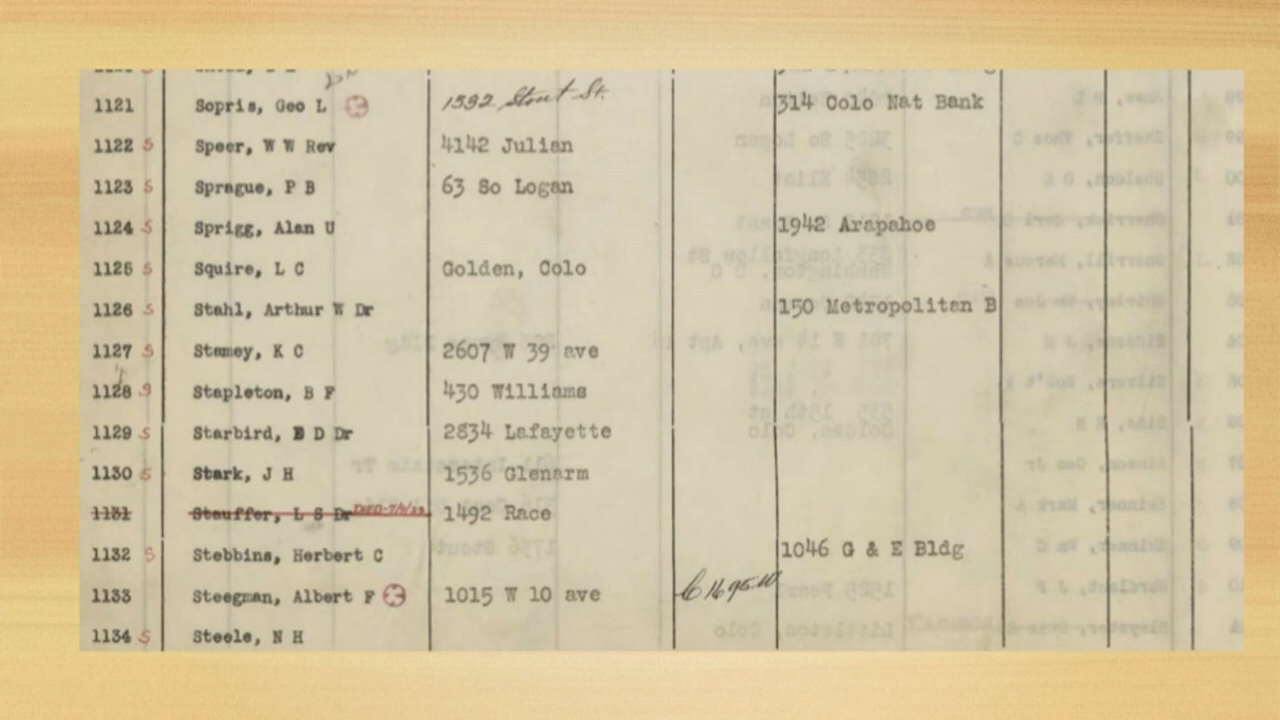 1121 Sopris, Geo L 1532 Stout St. 314 Colo Nat Bank
1122 S Speer, W W Rev 4142 Julian
1123 S Sprague, P B 63 So Logan
1124 S Sprigg, Alan U 1942 Arapahoe
1125 S Squire, L C Golden, Colo
1126 S Stahl, Arthur W Dr 150 Metropolitan B
1127 S Stamey, K C 2607 W 39 ave
1128 S Stapleton, B F 430 Williams
1129 S Starbird, E D Dr 2834 Lafayette
1130 S Stark, J H 1536 Glenarm
1131 Stauffer, L S Dr 1492 Race
1132 S Stebbins, Herbert C 1046 G & E Bldg
1133 Steegman, Albert F 1015 W 10 ave
1134 S Steele, N H